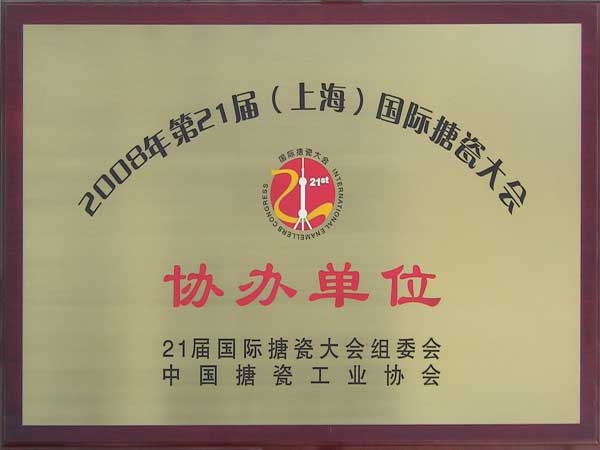 2008年第21届（上海）国际搪瓷大会
国际搪瓷大会
21st
INTERNATIONAL ENAMELLERS CONGRESS
协办单位
21届国际搪瓷大会组委会
中国搪瓷工业协会